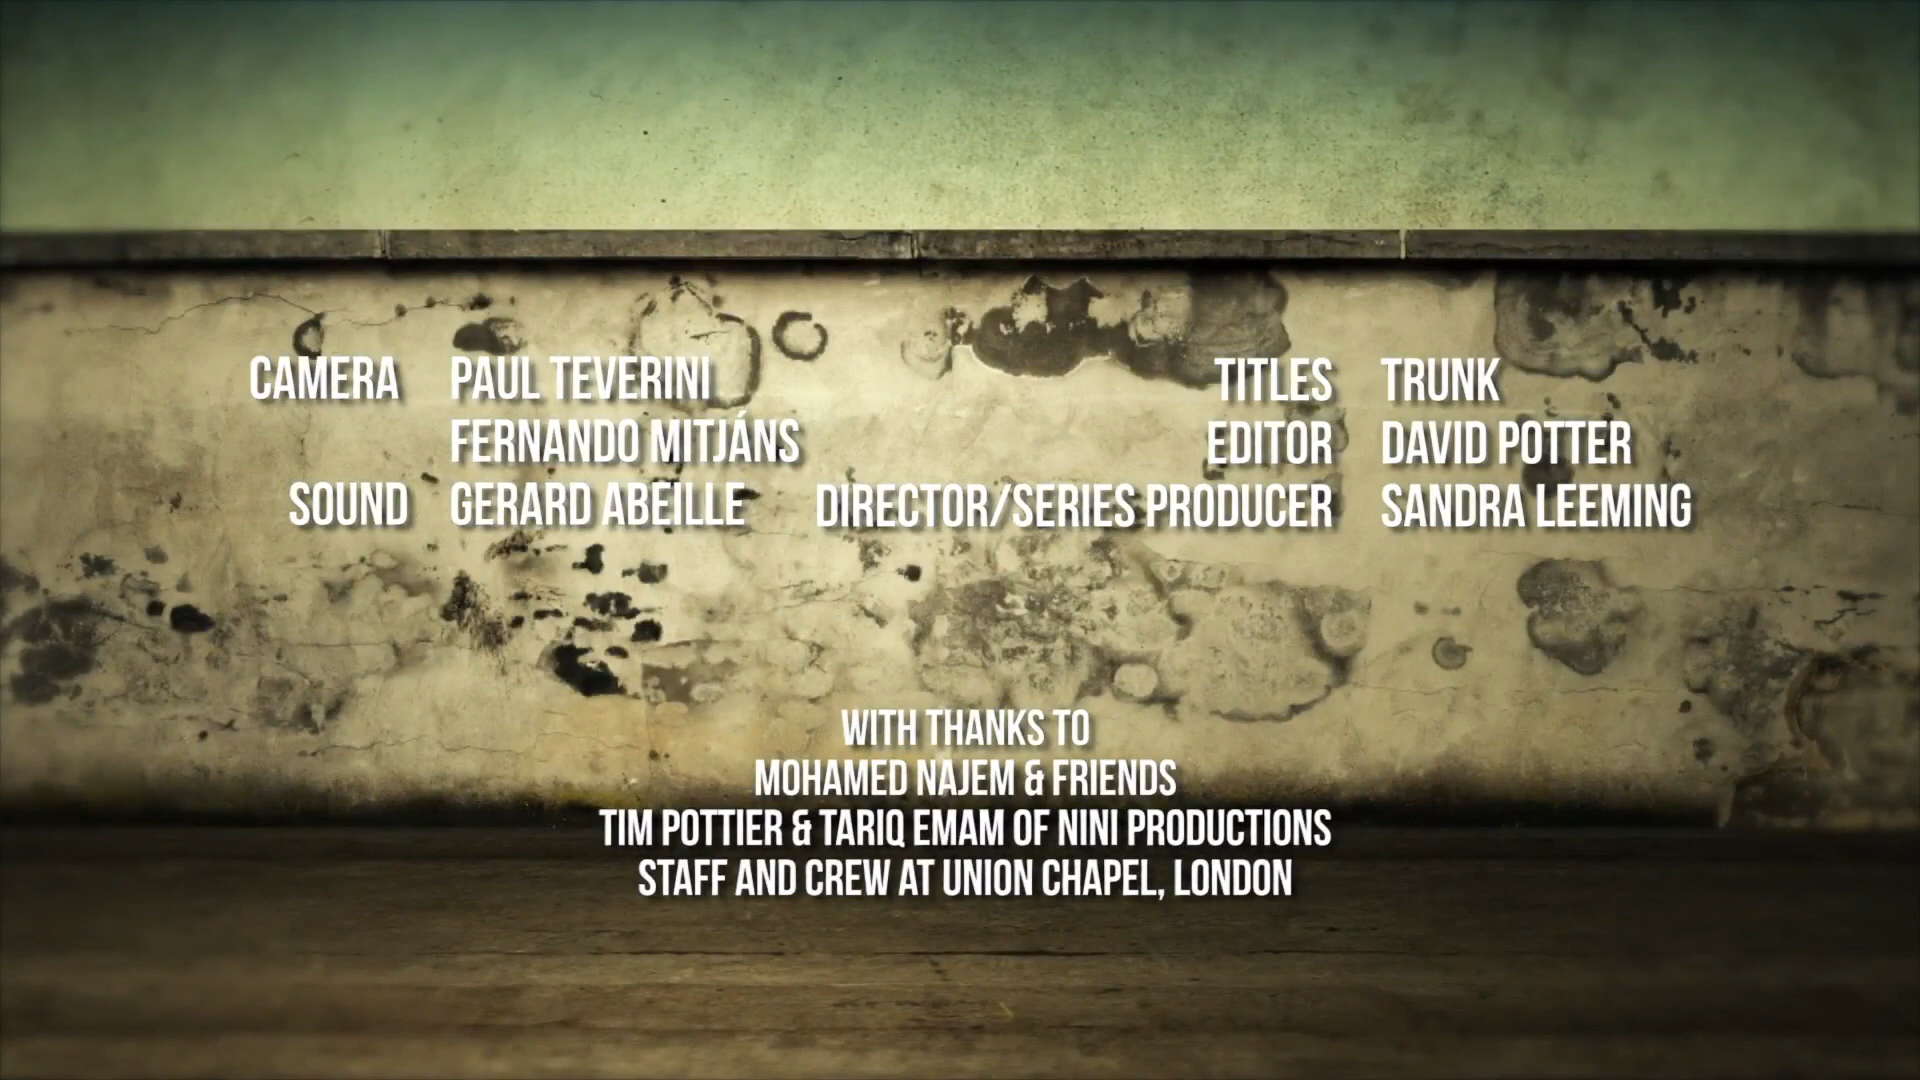 CAMERA PAUL TEVERINI
FERNANDO MITJÁNS
SOUND GERARD ABEILLE
TITLES TRUNK
EDITOR DAVID POTTER
DIRECTOR/SERIES PRODUCER SANDRA LEEMING
WITH THANKS TO
MOHAMED NAJEM & FRIENDS
TIM POTTIER & TARIQ EMAM OF NINI PRODUCTIONS
STAFF AND CREW AT UNION CHAPEL, LONDON